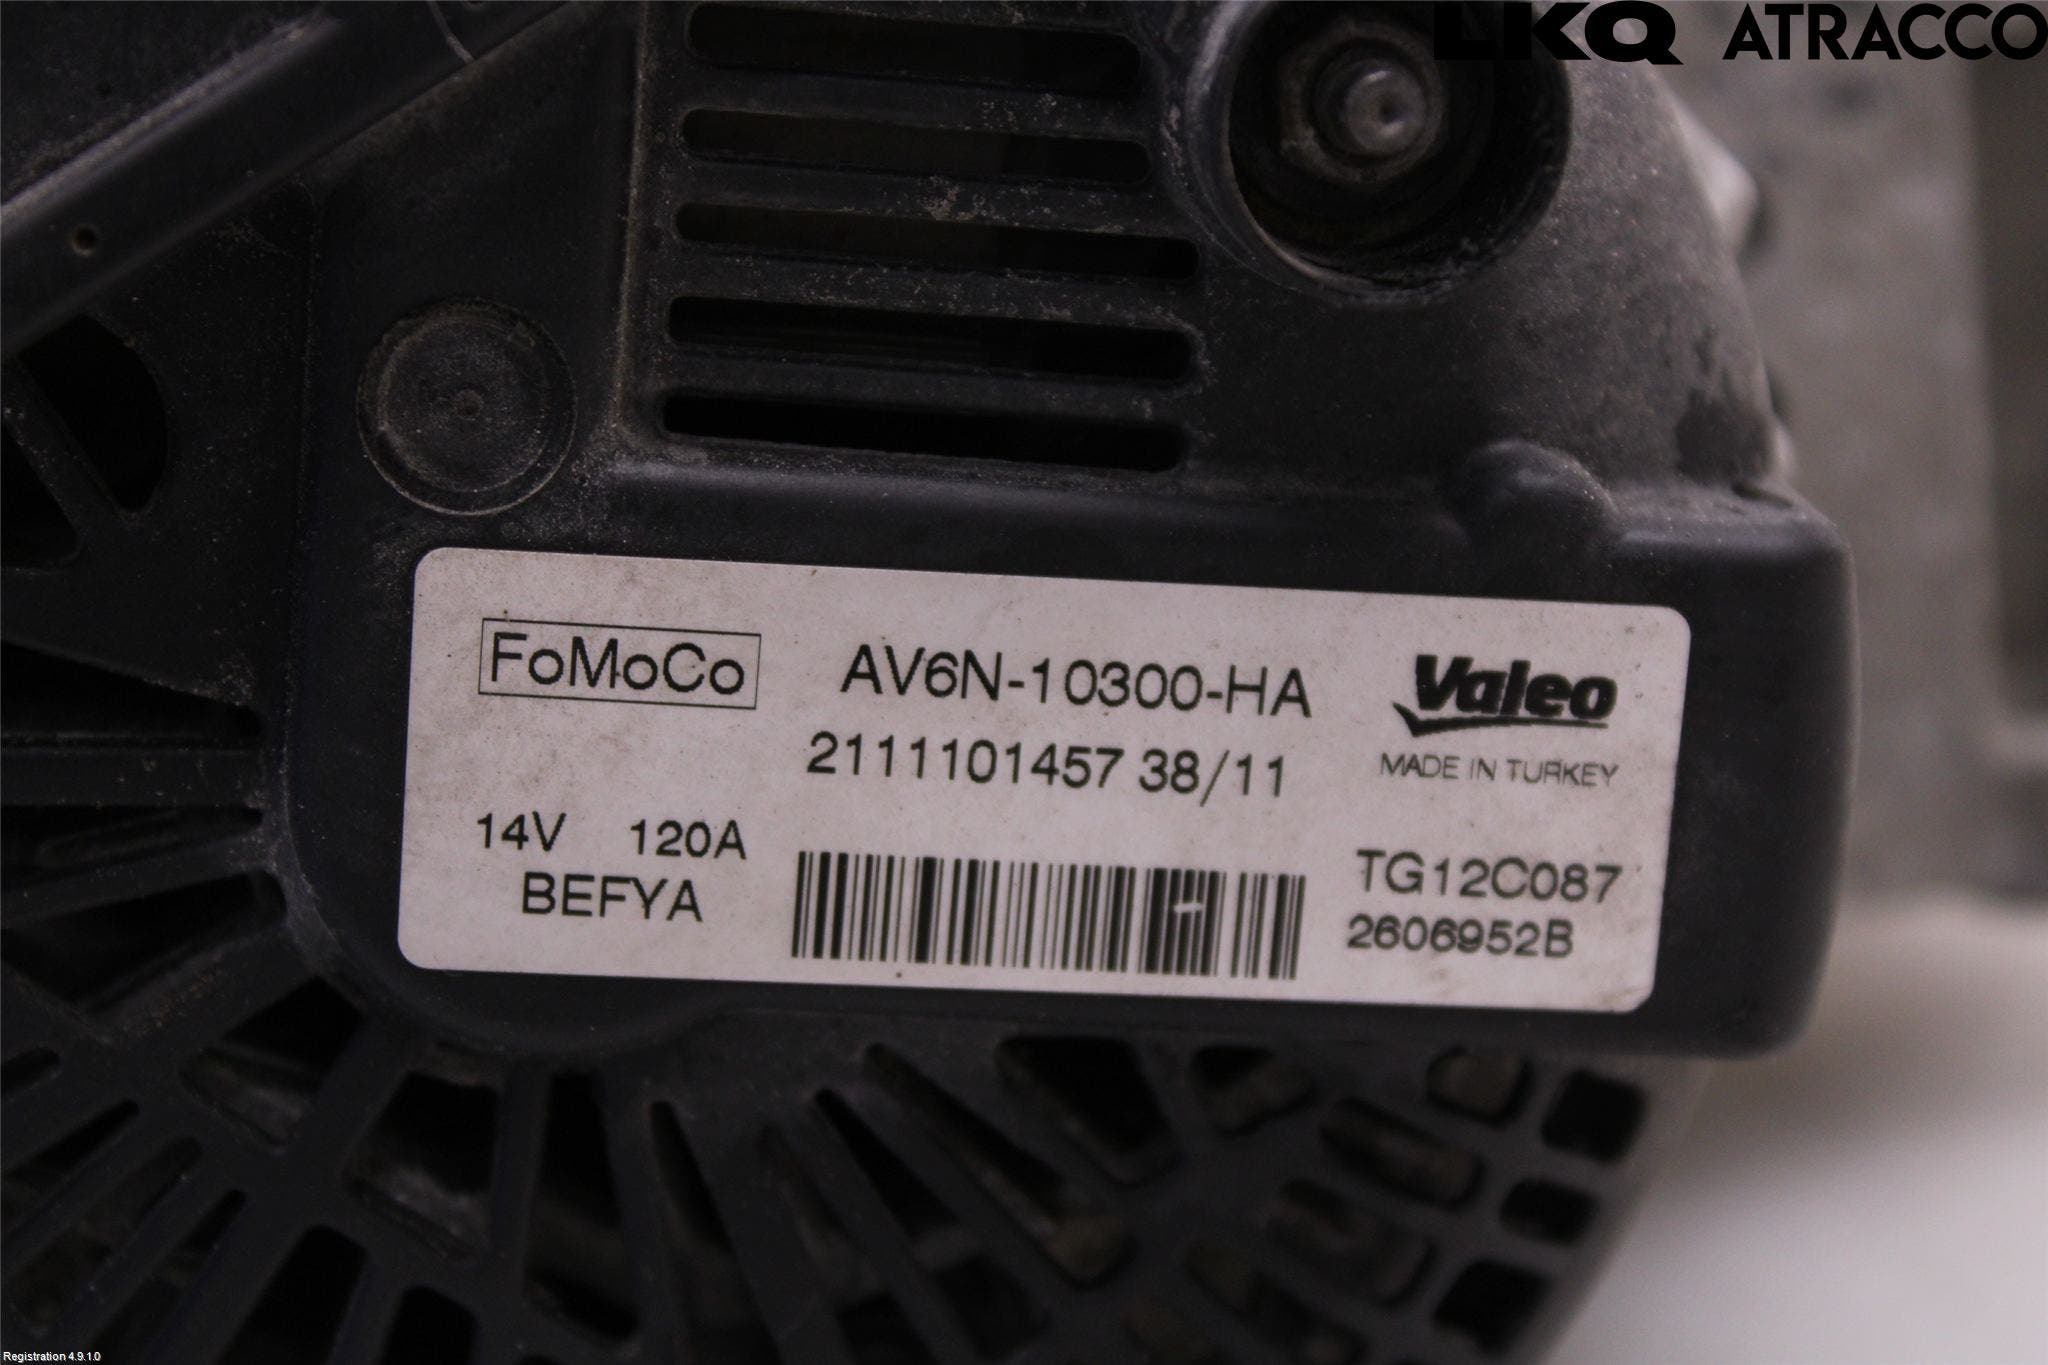 LKQ ATRACCO
FoMoCo AV6N-10300-HA Valeo
2111101457 38/11 MADE IN TURKEY
14V 120A TG12C087
BEFYA 2606952B
Registration 4.9.1.0